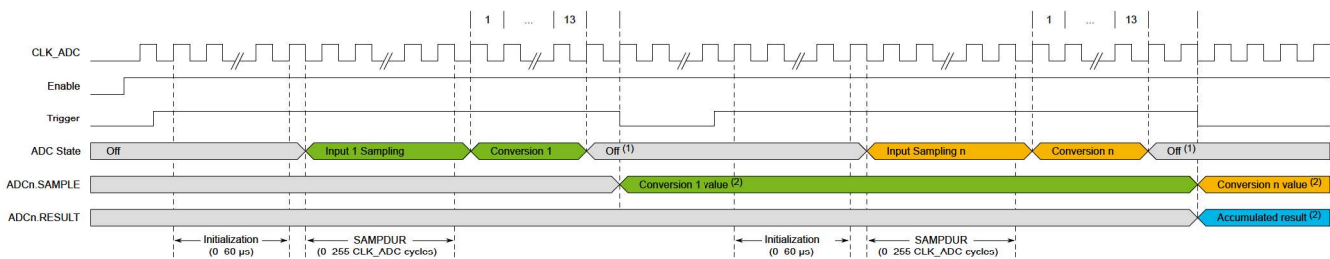 1 ... 13 1 ... 13
CLK_ADC
Enable
Trigger
ADC State Off Input 1 Sampling Conversion 1 Off (1) Input Sampling n Conversion n Off (1)
ADCn.SAMPLE Conversion 1 value (2) Conversion n value (2)
ADCn.RESULT Accumulated result (2)
Initialization SAMPDUR Initialization SAMPDUR
(0 60 µs) (0 255 CLK_ADC cycles) (0 60 µs) (0 255 CLK_ADC cycles)